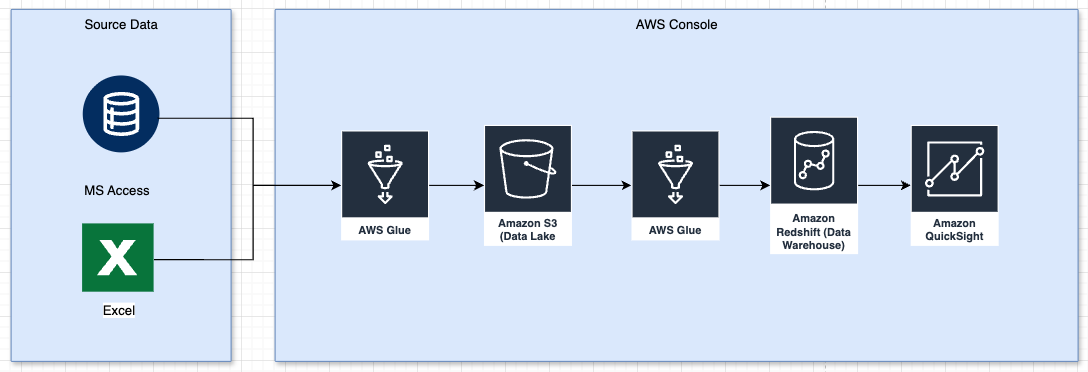 Source Data
AWS Console
MS Access
Excel
AWS Glue
Amazon S3
(Data Lake
AWS Glue
Amazon
Redshift (Data
Warehouse)
Amazon
QuickSight